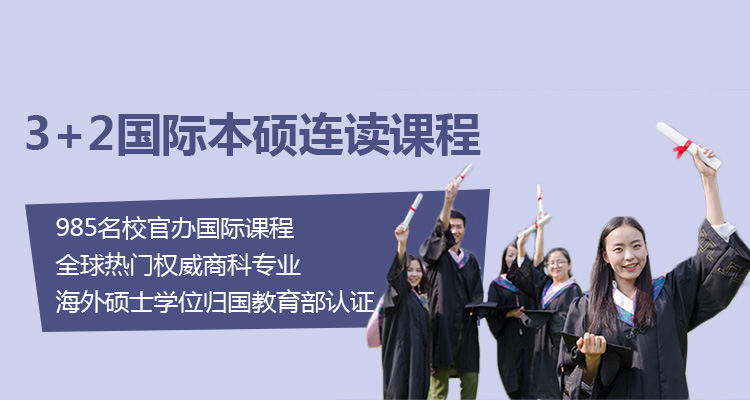 3+2国际本硕连读课程
985名校官办国际课程
全球热门权威商科专业
海外硕士学位归国教育部认证